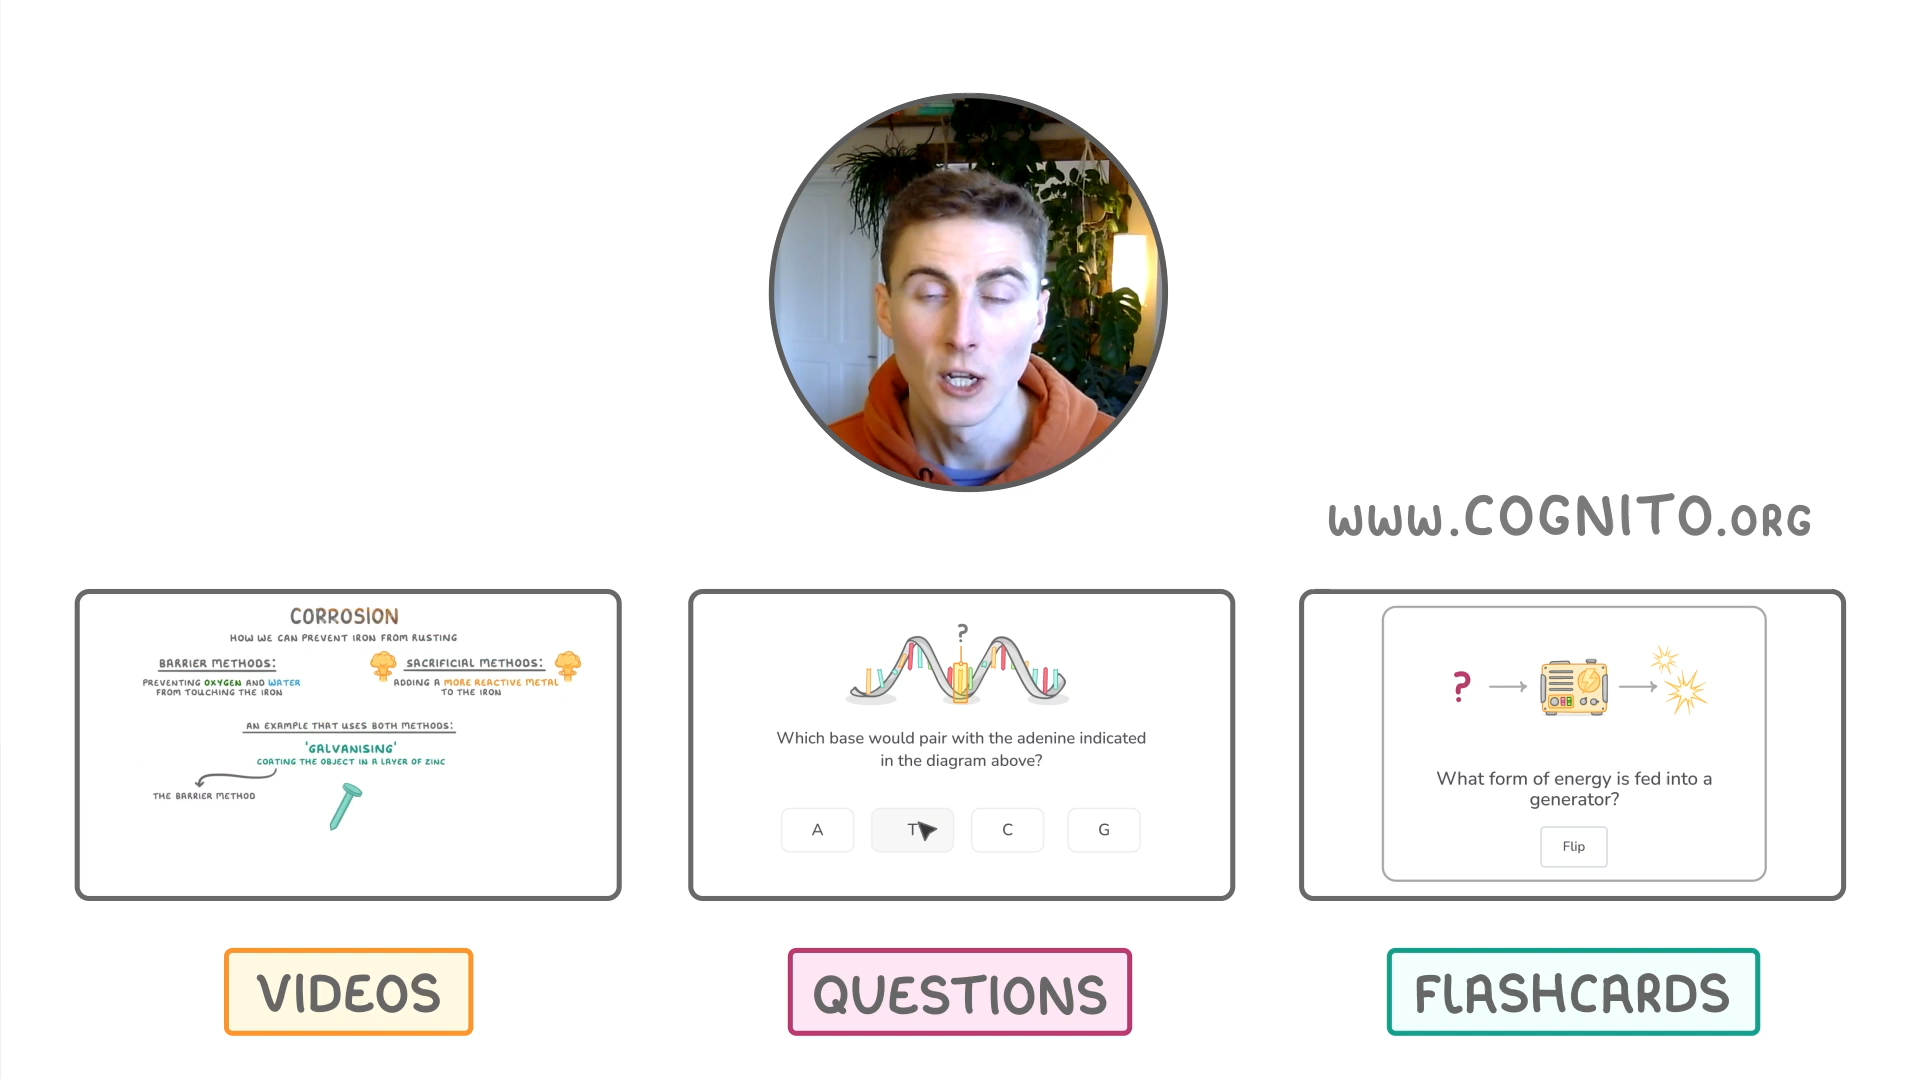 www.COGNITO.ORG
CORROSION
HOW WE CAN PREVENT IRON FROM RUSTING
BARRIER METHODS:
PREVENTING OXYGEN AND WATER
FROM TOUCHING THE IRON
SACRIFICIAL METHODS:
ADDING A MORE REACTIVE METAL
TO THE IRON
AN EXAMPLE THAT USES BOTH METHODS:
'GALVANISING'
COATING THE OBJECT IN A LAYER OF ZINC
THE BARRIER METHOD
?
Which base would pair with the adenine indicated
in the diagram above?
A T C G
?
What form of energy is fed into a
generator?
Flip
VIDEOS
QUESTIONS
FLASHCARDS